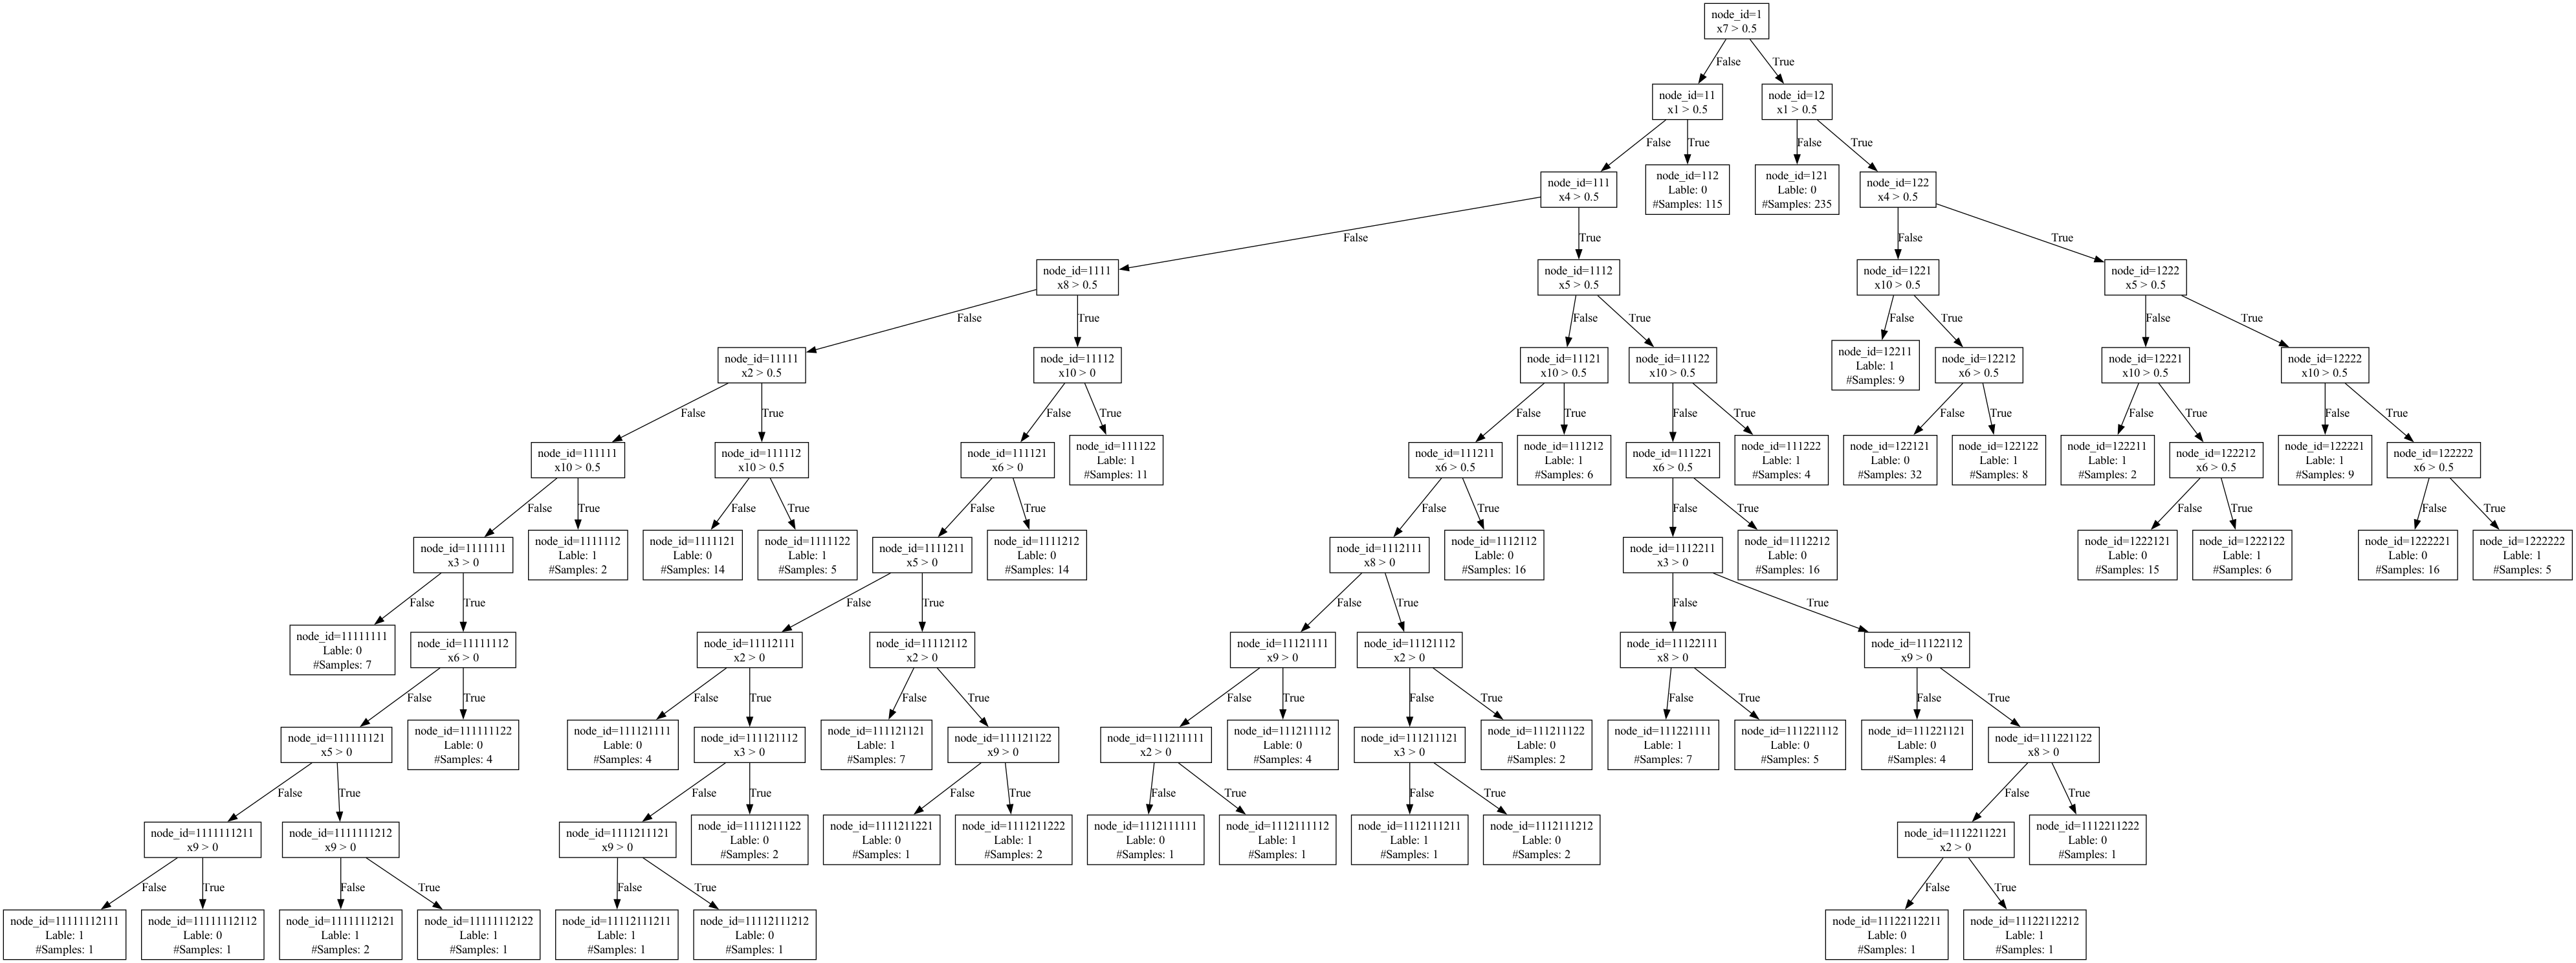 node_id=1
x7 > 0.5
False
True
node_id=11
x1 > 0.5
node_id=12
x1 > 0.5
False
True
False
True
node_id=111
x4 > 0.5
node_id=112
Lable: 0
#Samples: 115
node_id=121
Lable: 0
#Samples: 235
node_id=122
x4 > 0.5
False
True
False
True
node_id=1111
x8 > 0.5
node_id=1112
x5 > 0.5
node_id=1221
x10 > 0.5
node_id=1222
x5 > 0.5
False
True
False
True
False
True
False
True
node_id=11111
x2 > 0.5
node_id=11112
x10 > 0
node_id=11121
x10 > 0.5
node_id=11122
x10 > 0.5
node_id=12211
Lable: 1
#Samples: 9
node_id=12212
x6 > 0.5
node_id=12221
x10 > 0.5
node_id=12222
x10 > 0.5
False
True
False
True
False
True
False
True
False
True
False
True
False
True
node_id=111111
x10 > 0.5
node_id=111112
x10 > 0.5
node_id=111121
x6 > 0
node_id=111122
Lable: 1
#Samples: 11
node_id=111211
x6 > 0.5
node_id=111212
Lable: 1
#Samples: 6
node_id=111221
x6 > 0.5
node_id=111222
Lable: 1
#Samples: 4
node_id=122121
Lable: 0
#Samples: 32
node_id=122122
Lable: 1
#Samples: 8
node_id=122211
Lable: 1
#Samples: 2
node_id=122212
x6 > 0.5
node_id=122221
Lable: 1
#Samples: 9
node_id=122222
x6 > 0.5
False
True
False
True
False
True
False
True
False
True
False
True
False
True
node_id=1111111
x3 > 0
node_id=1111112
Lable: 1
#Samples: 2
node_id=1111121
Lable: 0
#Samples: 14
node_id=1111122
Lable: 1
#Samples: 5
node_id=1111211
x5 > 0
node_id=1111212
Lable: 0
#Samples: 14
node_id=1112111
x8 > 0
node_id=1112112
Lable: 0
#Samples: 16
node_id=1112211
x3 > 0
node_id=1112212
Lable: 0
#Samples: 16
node_id=1222121
Lable: 0
#Samples: 15
node_id=1222122
Lable: 1
#Samples: 6
node_id=1222221
Lable: 0
#Samples: 16
node_id=1222222
Lable: 1
#Samples: 5
False
True
False
True
False
True
False
True
node_id=11111111
Lable: 0
#Samples: 7
node_id=11111112
x6 > 0
node_id=11112111
x2 > 0
node_id=11112112
x2 > 0
node_id=11121111
x9 > 0
node_id=11121112
x2 > 0
node_id=11122111
x8 > 0
node_id=11122112
x9 > 0
False
True
False
True
False
True
False
True
False
True
False
True
False
True
node_id=111111121
x5 > 0
node_id=111111122
Lable: 0
#Samples: 4
node_id=111121111
Lable: 0
#Samples: 4
node_id=111121112
x3 > 0
node_id=111121121
Lable: 1
#Samples: 7
node_id=111121122
x9 > 0
node_id=111211111
x2 > 0
node_id=111211112
Lable: 0
#Samples: 4
node_id=111211121
x3 > 0
node_id=111211122
Lable: 0
#Samples: 2
node_id=111221111
Lable: 1
#Samples: 7
node_id=111221112
Lable: 0
#Samples: 5
node_id=111221121
Lable: 0
#Samples: 4
node_id=111221122
x8 > 0
False
True
False
True
False
True
False
True
False
True
False
True
node_id=1111111211
x9 > 0
node_id=1111111212
x9 > 0
node_id=1111211121
x9 > 0
node_id=1111211122
Lable: 0
#Samples: 2
node_id=1111211221
Lable: 0
#Samples: 1
node_id=1111211222
Lable: 1
#Samples: 2
node_id=1112111111
Lable: 0
#Samples: 1
node_id=1112111112
Lable: 1
#Samples: 1
node_id=1112111211
Lable: 1
#Samples: 1
node_id=1112111212
Lable: 0
#Samples: 2
node_id=1112211221
x2 > 0
node_id=1112211222
Lable: 0
#Samples: 1
False
True
False
True
False
True
False
True
node_id=11111112111
Lable: 1
#Samples: 1
node_id=11111112112
Lable: 0
#Samples: 1
node_id=11111112121
Lable: 1
#Samples: 2
node_id=11111112122
Lable: 1
#Samples: 1
node_id=11112111211
Lable: 1
#Samples: 1
node_id=11112111212
Lable: 0
#Samples: 1
node_id=11122112211
Lable: 0
#Samples: 1
node_id=11122112212
Lable: 1
#Samples: 1